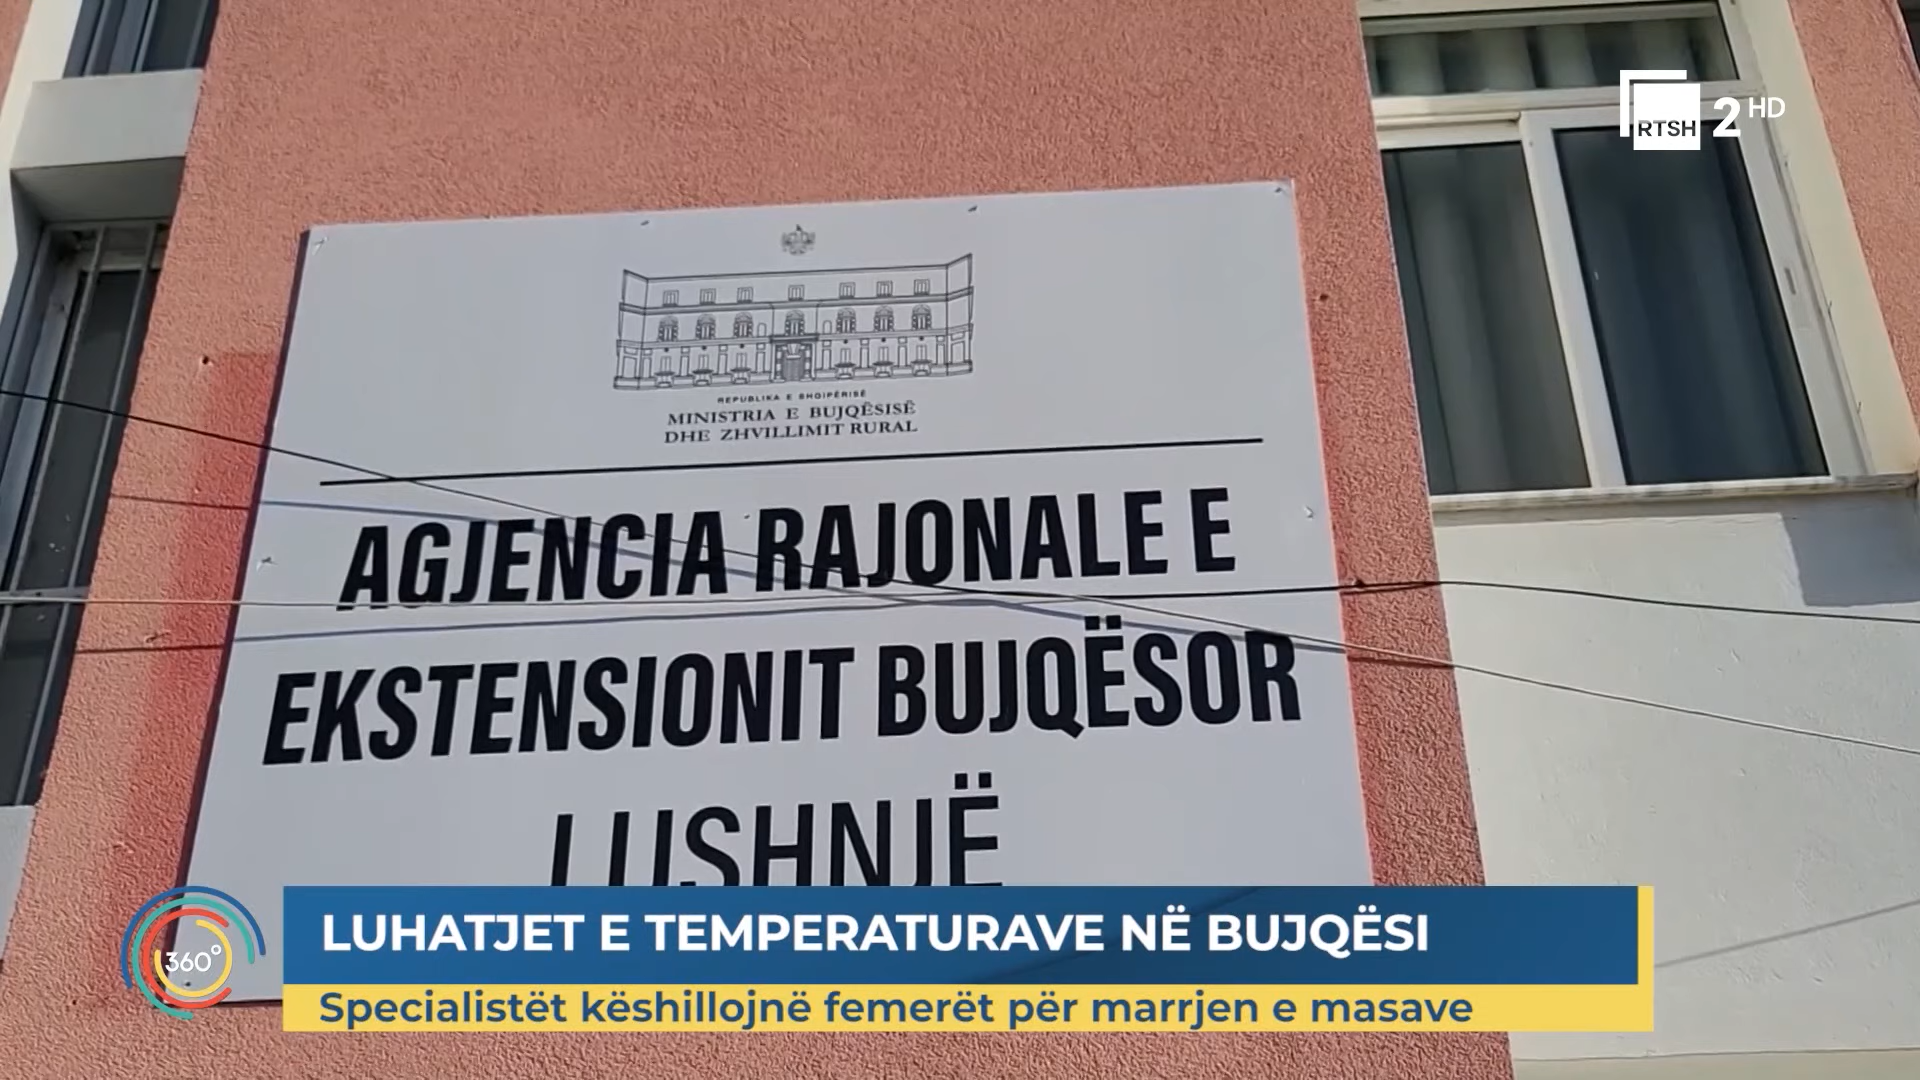 RTSH 2 HD
REPUBLIKA E SHQIPËRISË
MINISTRIA E BUJQËSISË
DHE ZHVILLIMIT RURAL
AGJENCIA RAJONALE E
EKSTENSIONIT BUJQËSOR
LUSHNJË
360°
LUHATJET E TEMPERATURAVE NË BUJQËSI
Specialistët këshillojnë femerët për marrjen e masave